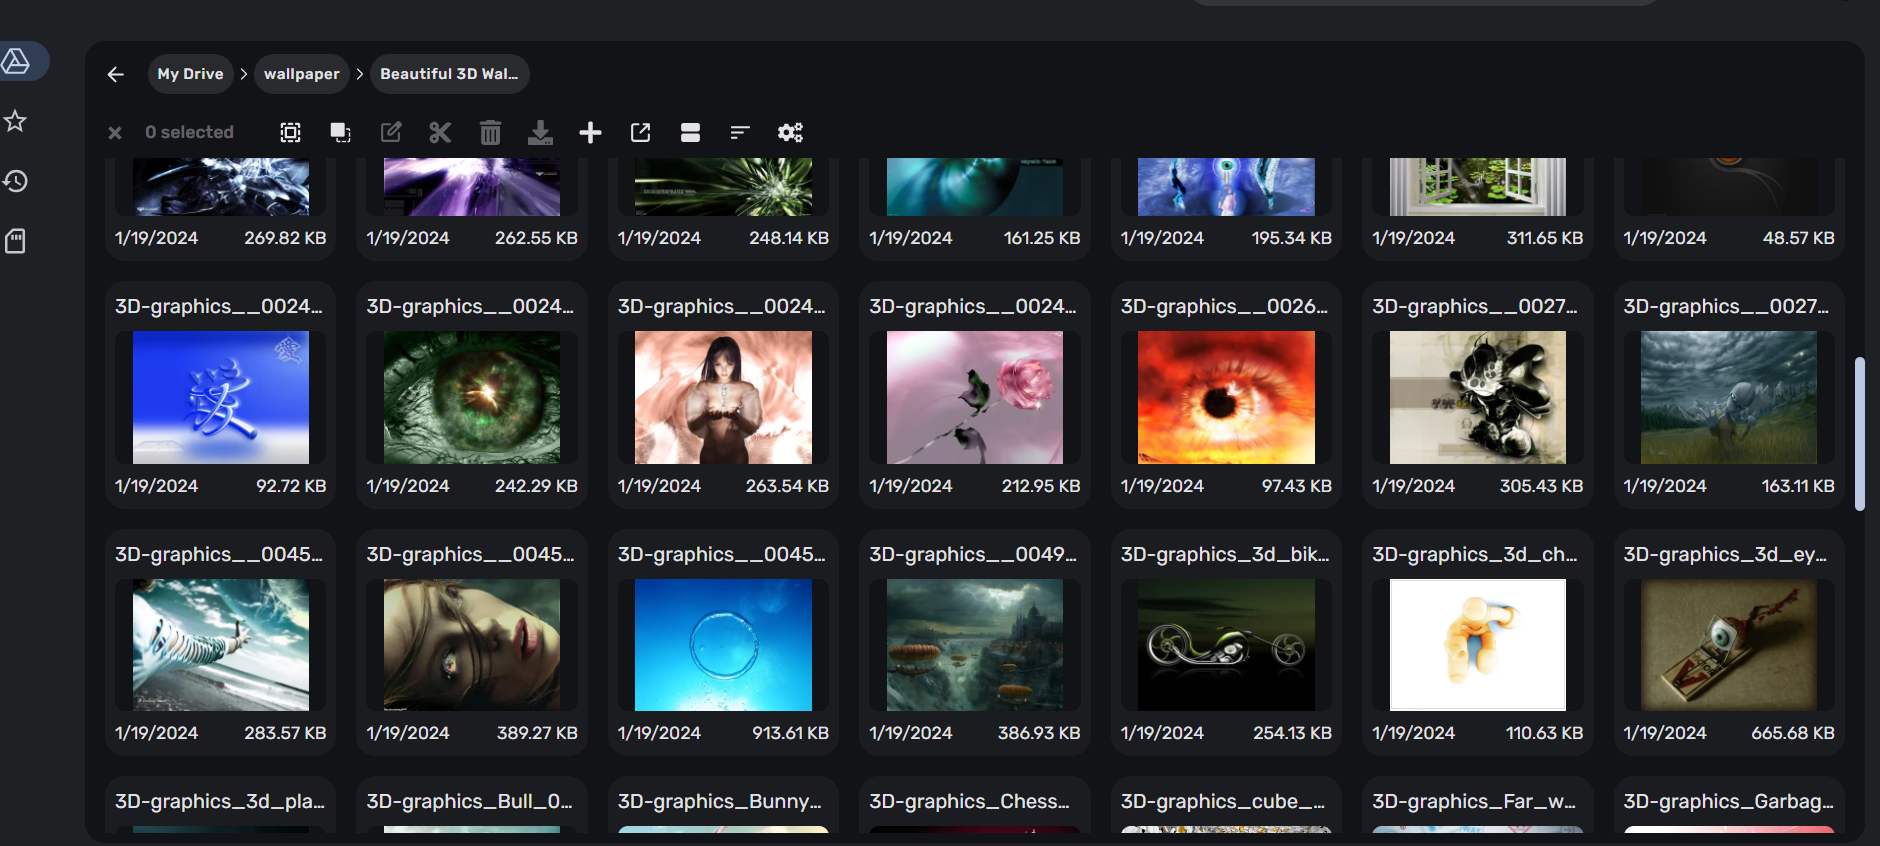 My Drive
wallpaper
Beautiful 3D Wal...
0 selected
1/19/2024 269.82 KB
1/19/2024 262.55 KB
1/19/2024 248.14 KB
1/19/2024 161.25 KB
1/19/2024 195.34 KB
1/19/2024 311.65 KB
1/19/2024 48.57 KB
3D-graphics__0024...
3D-graphics__0024...
3D-graphics__0024...
3D-graphics__0024...
3D-graphics__0026...
3D-graphics__0027...
3D-graphics__0027...
愛
1/19/2024 92.72 KB
1/19/2024 242.29 KB
1/19/2024 263.54 KB
1/19/2024 212.95 KB
1/19/2024 97.43 KB
1/19/2024 305.43 KB
1/19/2024 163.11 KB
3D-graphics__0045...
3D-graphics__0045...
3D-graphics__0045...
3D-graphics__0049...
3D-graphics_3d_bik...
3D-graphics_3d_ch...
3D-graphics_3d_ey...
1/19/2024 283.57 KB
1/19/2024 389.27 KB
1/19/2024 913.61 KB
1/19/2024 386.93 KB
1/19/2024 254.13 KB
1/19/2024 110.63 KB
1/19/2024 665.68 KB
3D-graphics_3d_pla...
3D-graphics_Bull_0...
3D-graphics_Bunny...
3D-graphics_Chess...
3D-graphics_cube_...
3D-graphics_Far_w...
3D-graphics_Garbag...